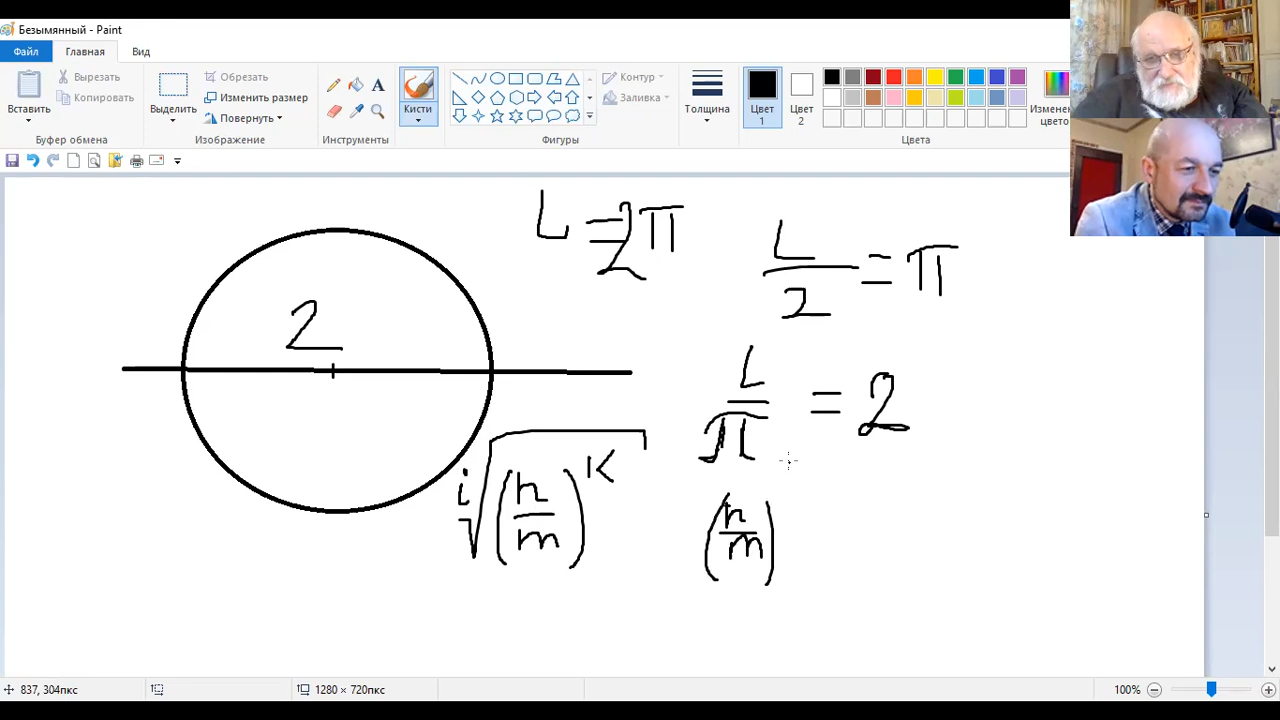 Безымянный - Paint
Файл Главная Вид
Вставить
Вырезать
Копировать
Буфер обмена
Выделить
Обрезать
Изменить размер
Повернуть
Изображение
Инструменты
Кисти
Контур
Заливка
Фигуры
Толщина
Цвет
1
Цвет
2
Цвета
L = 2π
L/2 = π
2
L/π = 2
i√(n/m)^K
(n/m)
837, 304пкс
1280 × 720пкс
100%